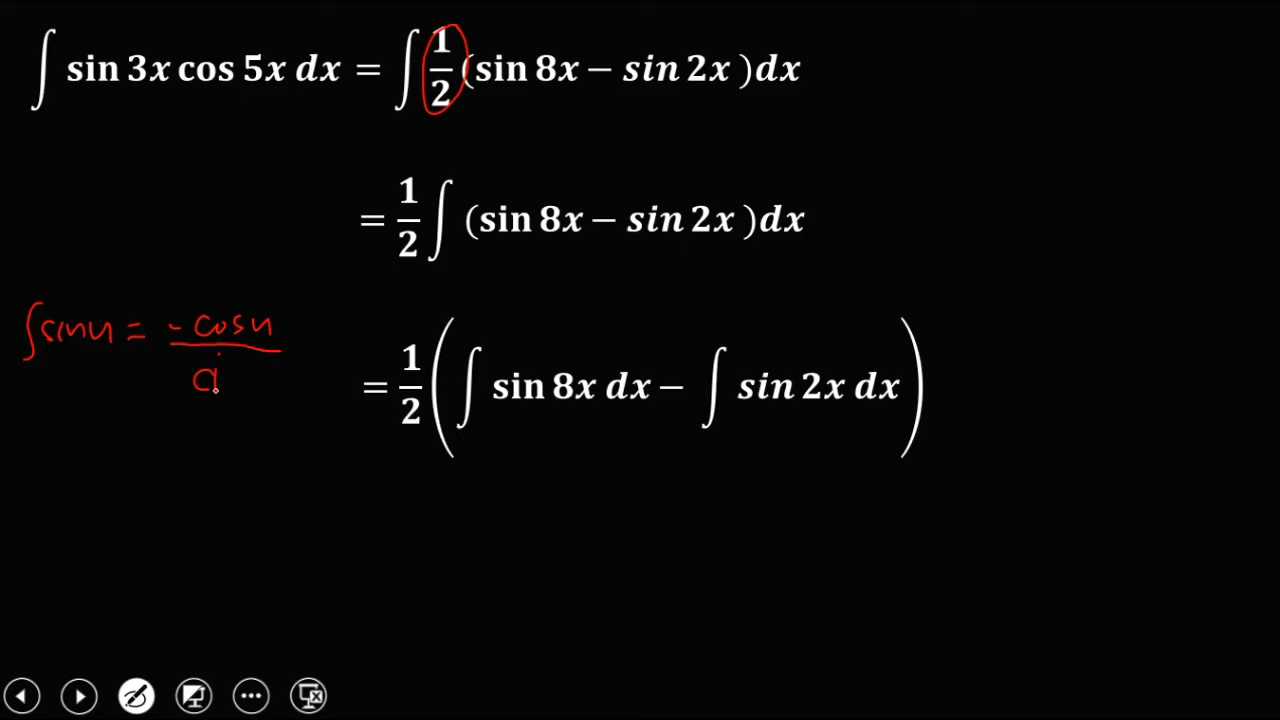 ∫ sin 3x cos 5x dx = ∫ 1/2 (sin 8x − sin 2x )dx
= 1/2 ∫ (sin 8x − sin 2x )dx
∫sin u = -cos u /
= 1/2 ( ∫ sin 8x dx − ∫ sin 2x dx )